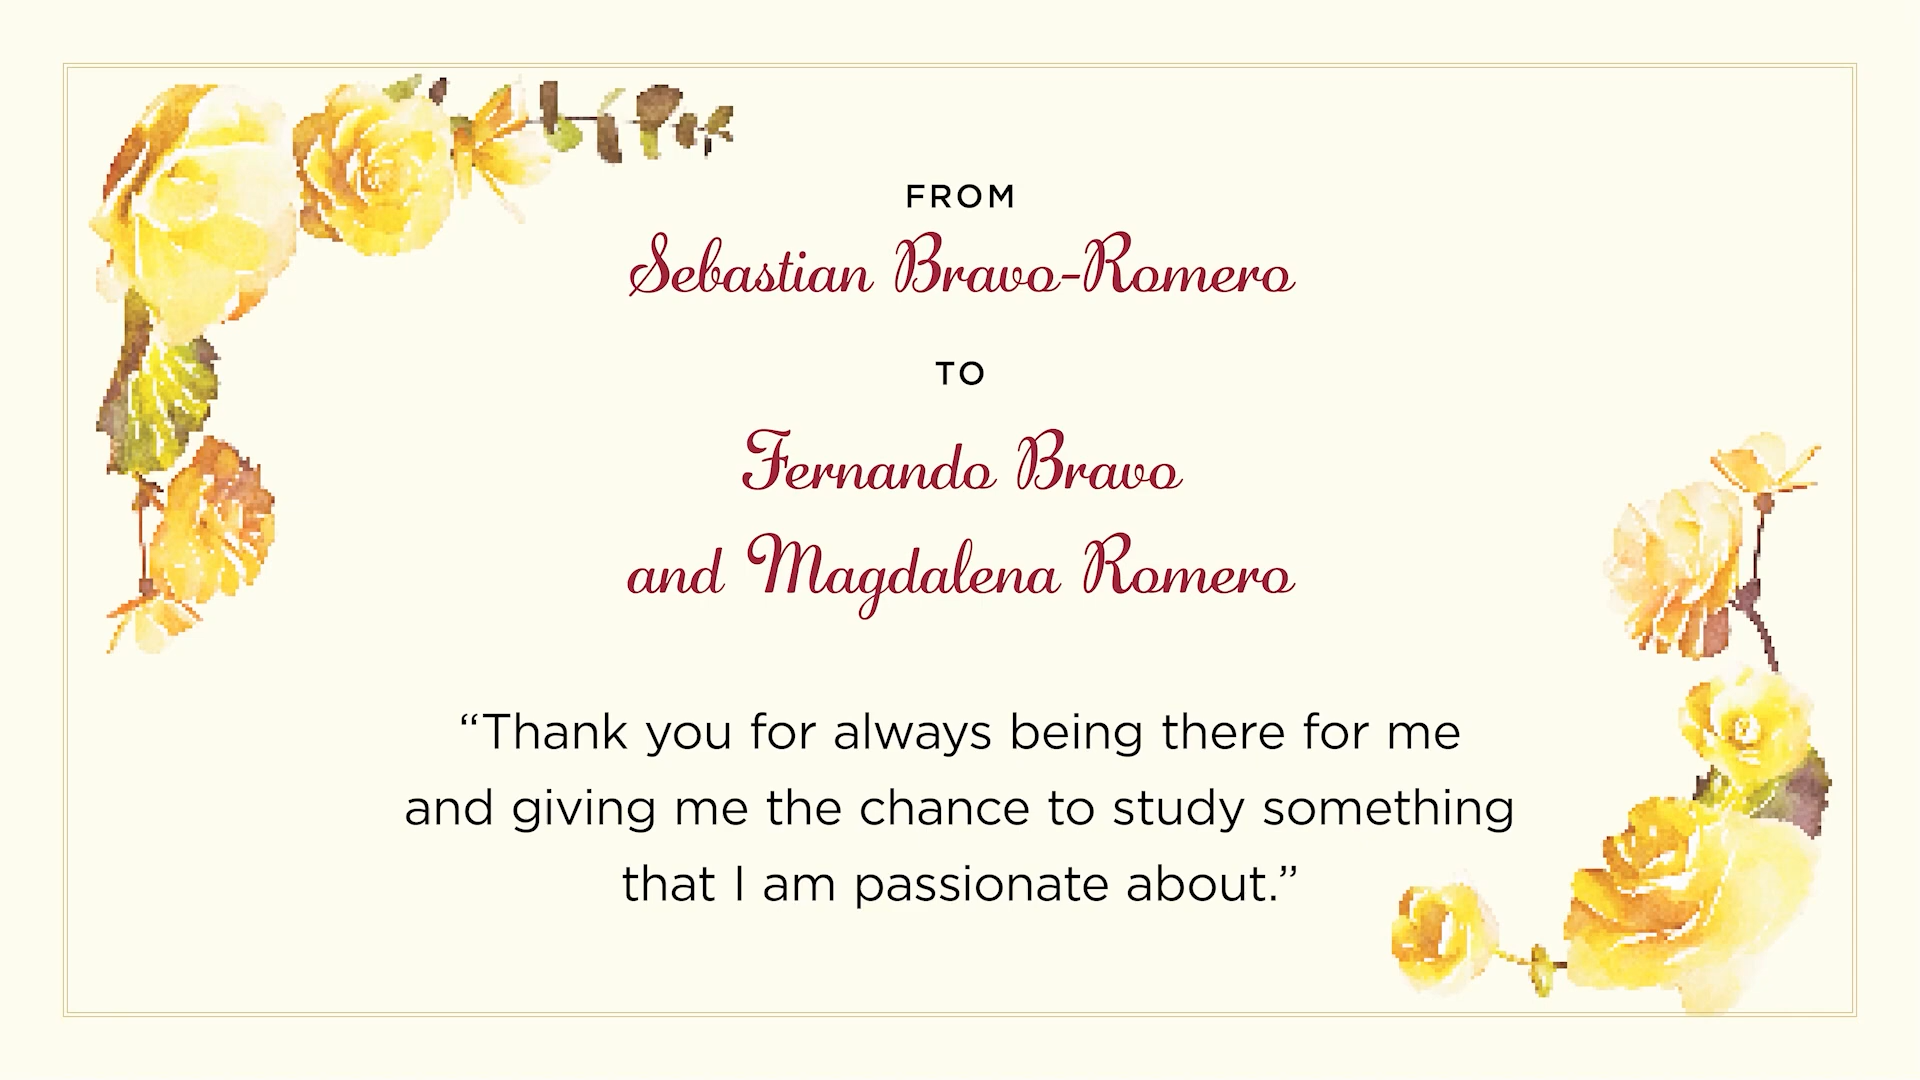 FROM
Sebastian Bravo-Romero
TO
Fernando Bravo
and Magdalena Romero
“Thank you for always being there for me
and giving me the chance to study something
that I am passionate about.”